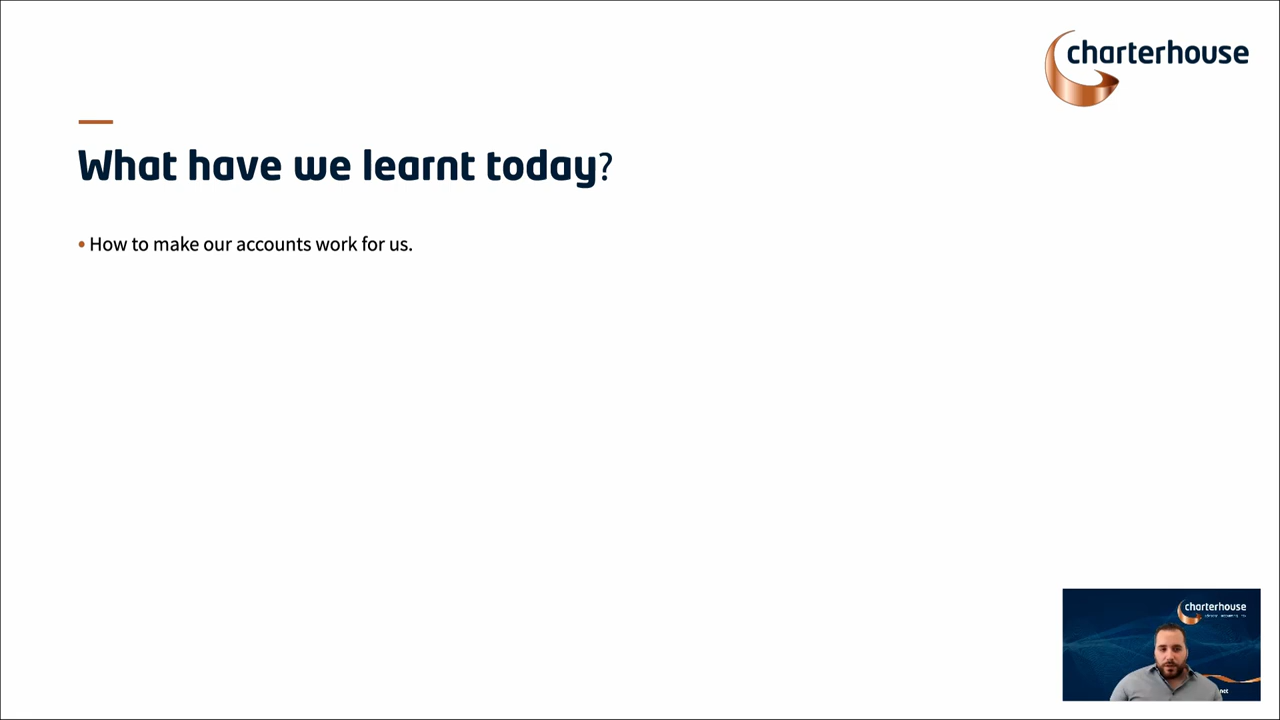 charterhouse
What have we learnt today?
• How to make our accounts work for us.
charterhouse